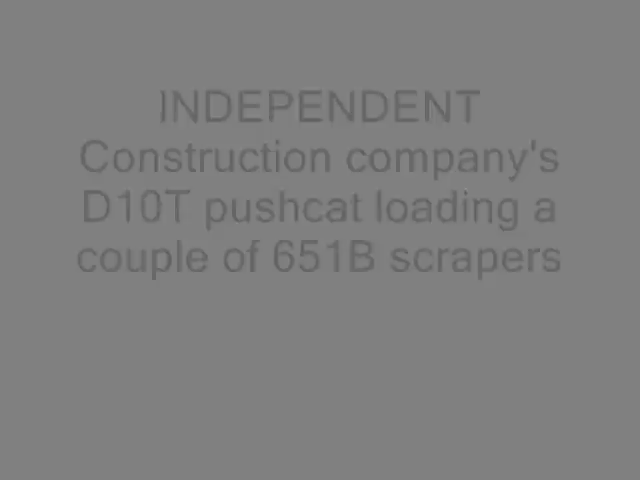 INDEPENDENT
Construction company's
D10T pushcat loading a
couple of 651B scrapers